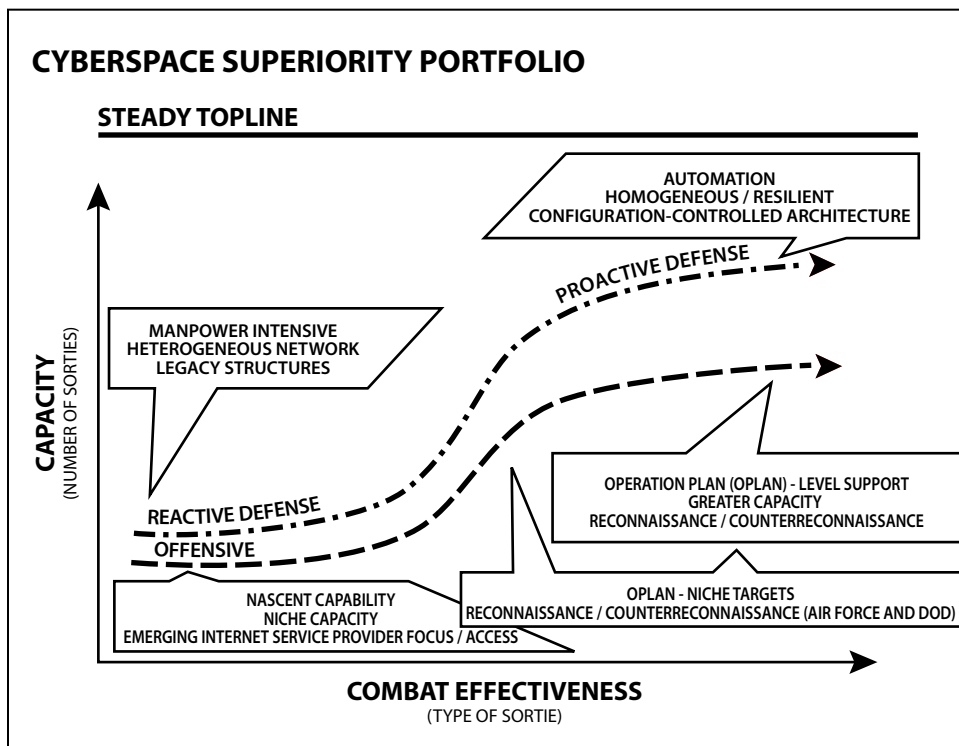 CYBERSPACE SUPERIORITY PORTFOLIO
STEADY TOPLINE
AUTOMATION
HOMOGENEOUS / RESILIENT
CONFIGURATION-CONTROLLED ARCHITECTURE
PROACTIVE DEFENSE
MANPOWER INTENSIVE
HETEROGENEOUS NETWORK
LEGACY STRUCTURES
CAPACITY
(NUMBER OF SORTIES)
REACTIVE DEFENSE
OFFENSIVE
OPERATION PLAN (OPLAN) - LEVEL SUPPORT
GREATER CAPACITY
RECONNAISSANCE / COUNTERRECONNAISSANCE
OPLAN - NICHE TARGETS
RECONNAISSANCE / COUNTERRECONNAISSANCE (AIR FORCE AND DOD)
NASCENT CAPABILITY
NICHE CAPACITY
EMERGING INTERNET SERVICE PROVIDER FOCUS / ACCESS
COMBAT EFFECTIVENESS
(TYPE OF SORTIE)